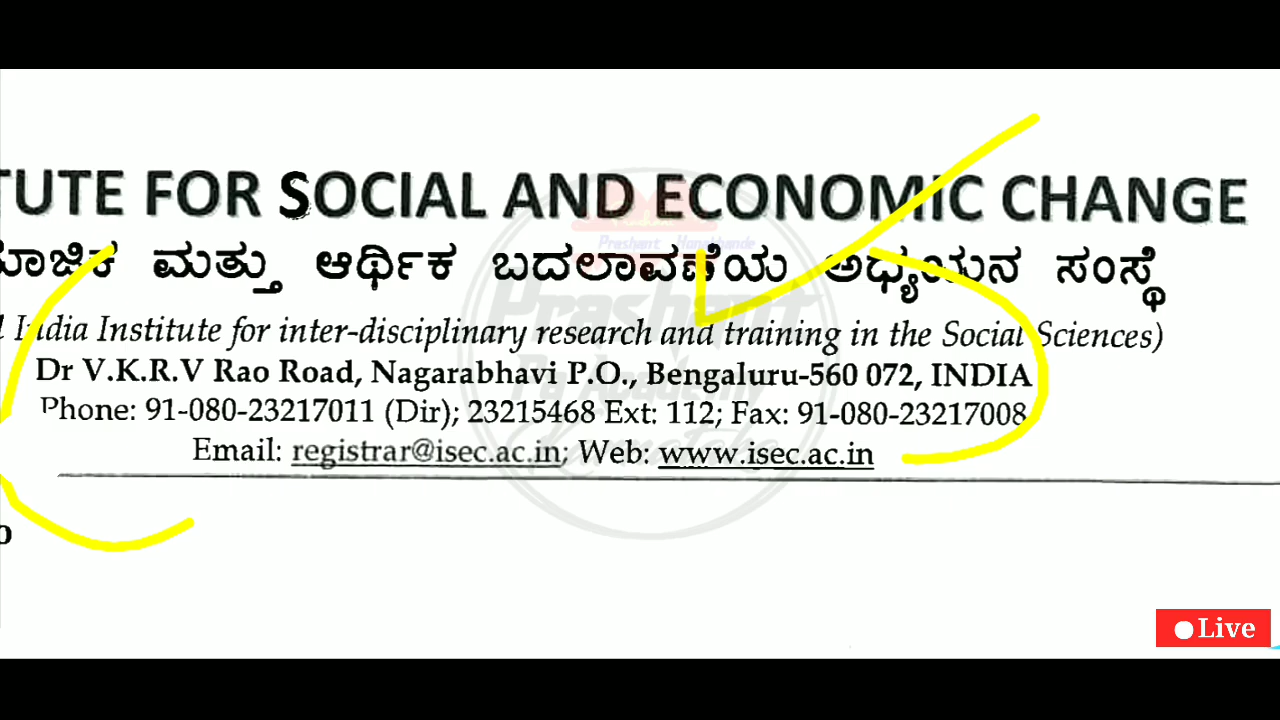 TUTE FOR SOCIAL AND ECONOMIC CHANGE
ಮಾಜಿಕ ಮತ್ತು ಆರ್ಥಿಕ ಬದಲಾವಣೆಯ ಅಧ್ಯಯನ ಸಂಸ್ಥೆ
India Institute for inter-disciplinary research and training in the Social Sciences)
Dr V.K.R.V Rao Road, Nagarabhavi P.O., Bengaluru-560 072, INDIA
Phone: 91-080-23217011 (Dir); 23215468 Ext: 112; Fax: 91-080-23217008
Email: registrar@isec.ac.in; Web: www.isec.ac.in
Prashant
Live